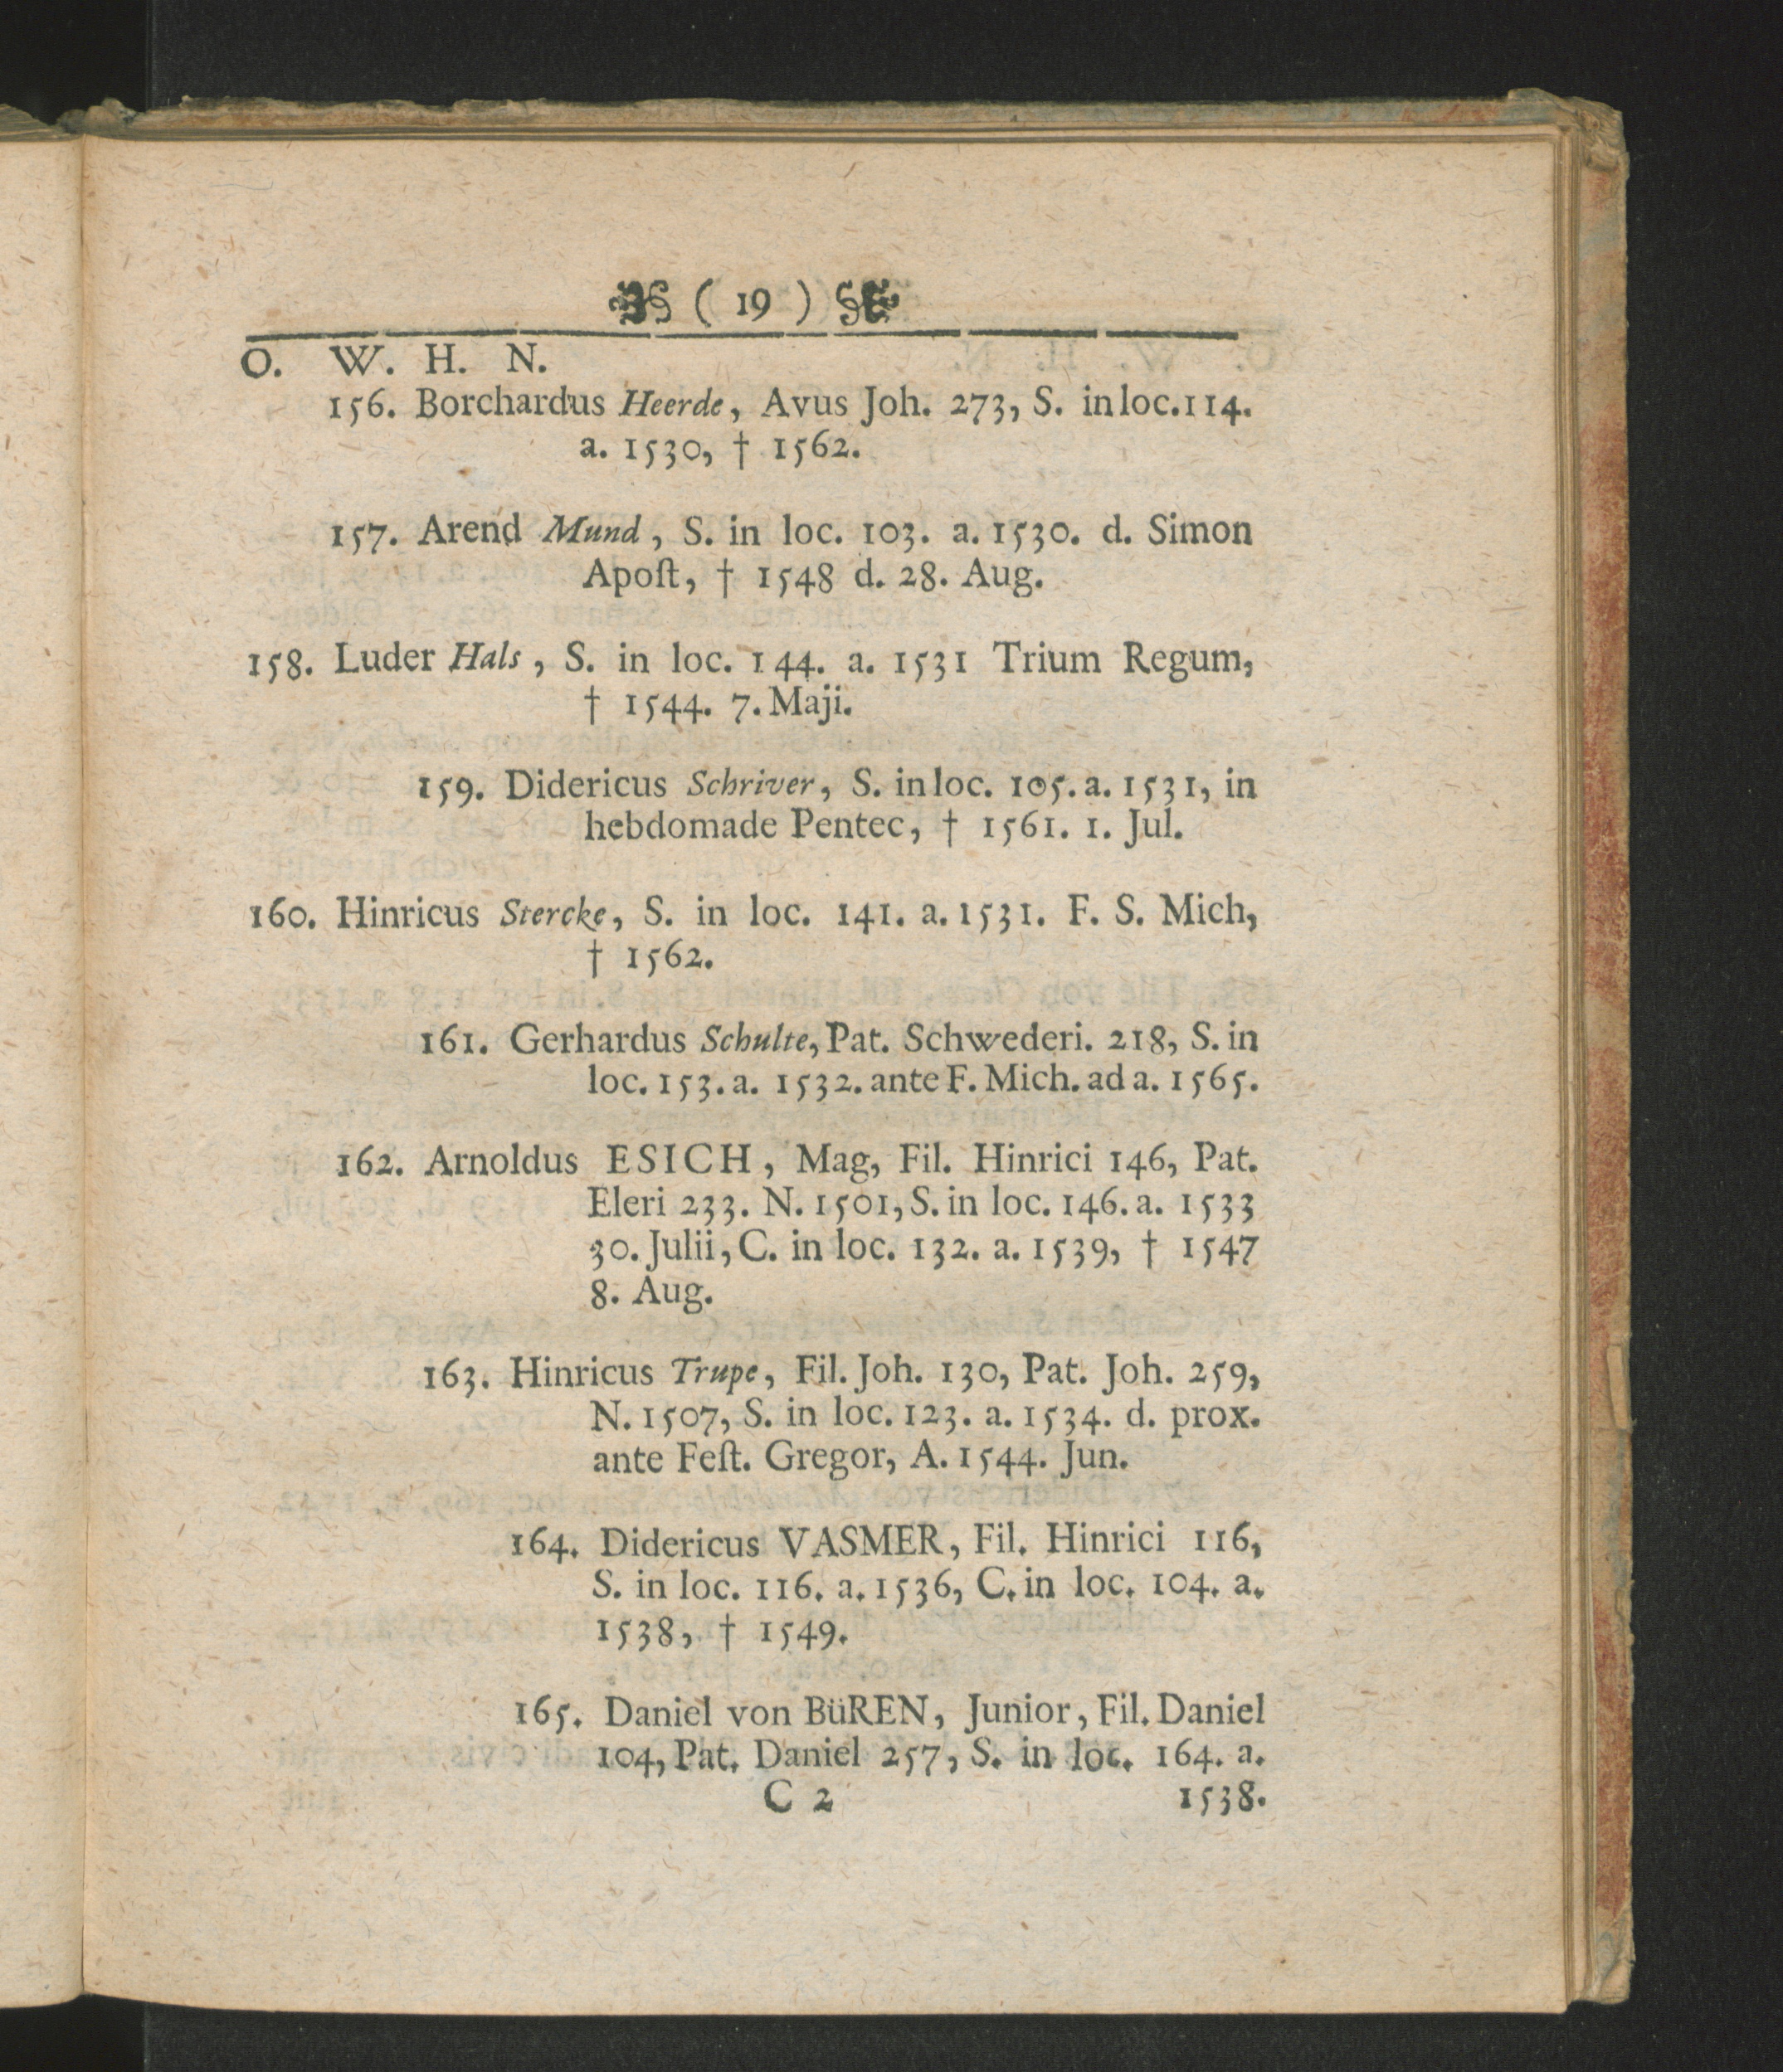 ( 19 )
O. W. H. N.
156. Borchardus Heerde, Avus Joh. 273, S. in loc. 114.
a. 1530, † 1562.
157. Arend Mund, S. in loc. 103. a. 1530. d. Simon
Apoſt, † 1548 d. 28. Aug.
158. Luder Hals, S. in loc. 144. a. 1531 Trium Regum,
† 1544. 7. Maji.
159. Didericus Schriver, S. in loc. 105. a. 1531, in
hebdomade Pentec, † 1561. 1. Jul.
160. Hinricus Stercke, S. in loc. 141. a. 1531. F. S. Mich,
† 1562.
161. Gerhardus Schulte, Pat. Schwederi. 218, S. in
loc. 153. a. 1532. ante F. Mich. ad a. 1565.
162. Arnoldus ESICH, Mag, Fil. Hinrici 146, Pat.
Eleri 233. N. 1501, S. in loc. 146. a. 1533
30. Julii, C. in loc. 132. a. 1539, † 1547
8. Aug.
163. Hinricus Trupe, Fil. Joh. 130, Pat. Joh. 259,
N. 1507, S. in loc. 123. a. 1534. d. prox.
ante Feſt. Gregor, A. 1544. Jun.
164. Didericus VASMER, Fil. Hinrici 116,
S. in loc. 116. a. 1536, C. in loc. 104. a.
1538, † 1549.
165. Daniel von BüREN, Junior, Fil. Daniel
104, Pat. Daniel 257, S. in loc. 164. a.
C 2 1538.